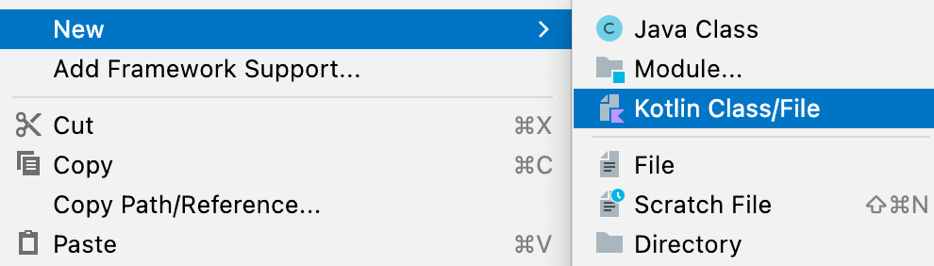 New
Add Framework Support...
Cut ⌘X
Copy ⌘C
Copy Path/Reference...
Paste ⌘V
C Java Class
Module...
Kotlin Class/File
File
Scratch File ⇧⌘N
Directory